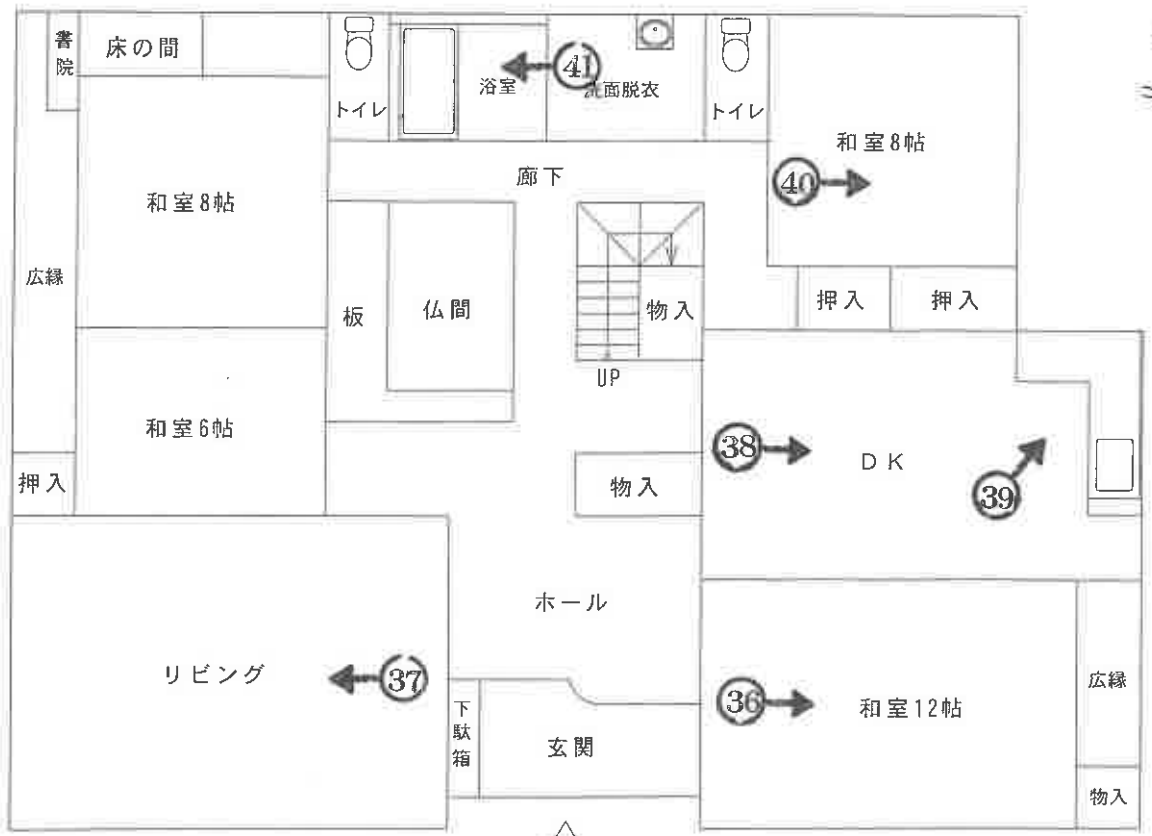 書院
床の間
トイレ
浴室
41
洗面脱衣
トイレ
和室8帖
40
廊下
和室8帖
広縁
板
仏間
物入
押入
押入
UP
和室6帖
38
DK
39
押入
物入
ホール
リビング
37
下駄箱
玄関
36
和室12帖
広縁
物入